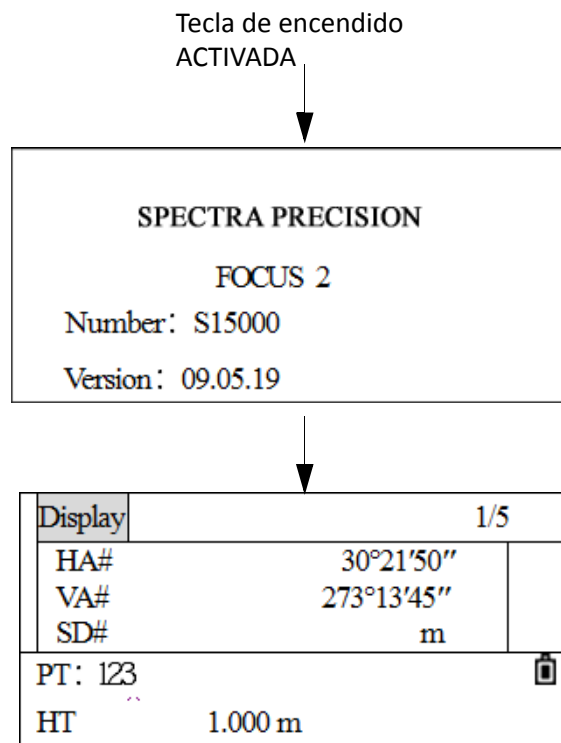 Tecla de encendido
ACTIVADA
SPECTRA PRECISION
FOCUS 2
Number: S15000
Version: 09.05.19
Display 1/5
HA# 30°21'50"
VA# 273°13'45"
SD# m
PT: 123
HT 1.000 m